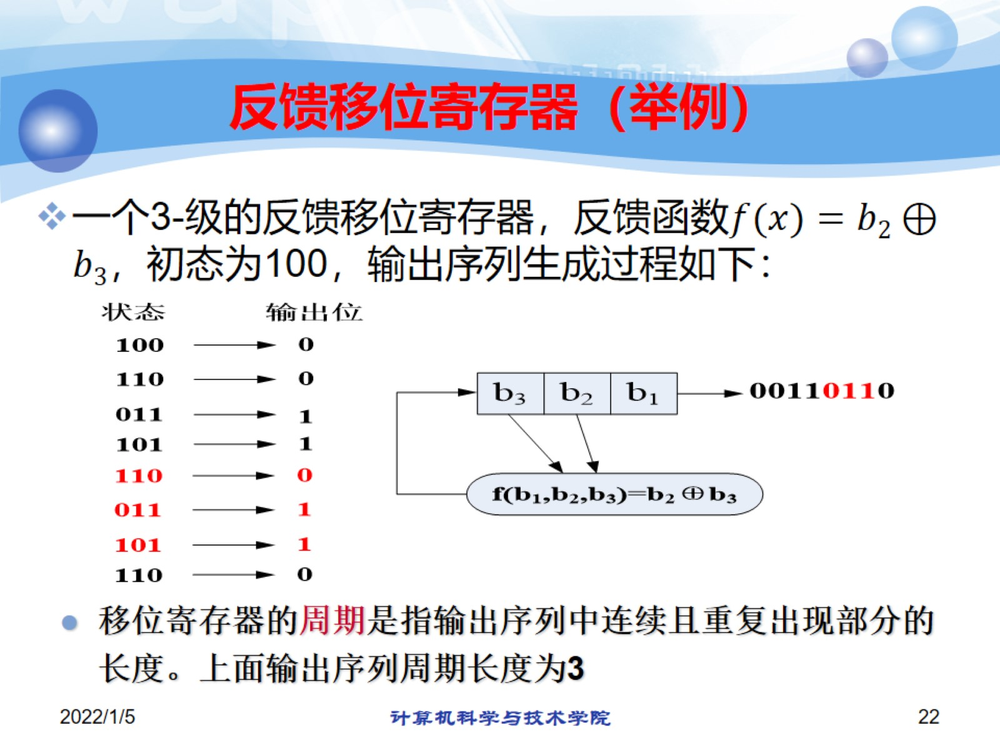 反馈移位寄存器（举例）
一个3-级的反馈移位寄存器，反馈函数f(x) = b₂ ⊕
b₃，初态为100，输出序列生成过程如下：
状态 输出位
100 0
110 0
011 1
101 1
110 0
011 1
101 1
110 0
b₃ b₂ b₁ 00110110
f(b₁,b₂,b₃)=b₂⊕b₃
移位寄存器的周期是指输出序列中连续且重复出现部分的
长度。上面输出序列周期长度为3
2022/1/5 计算机科学与技术学院 22